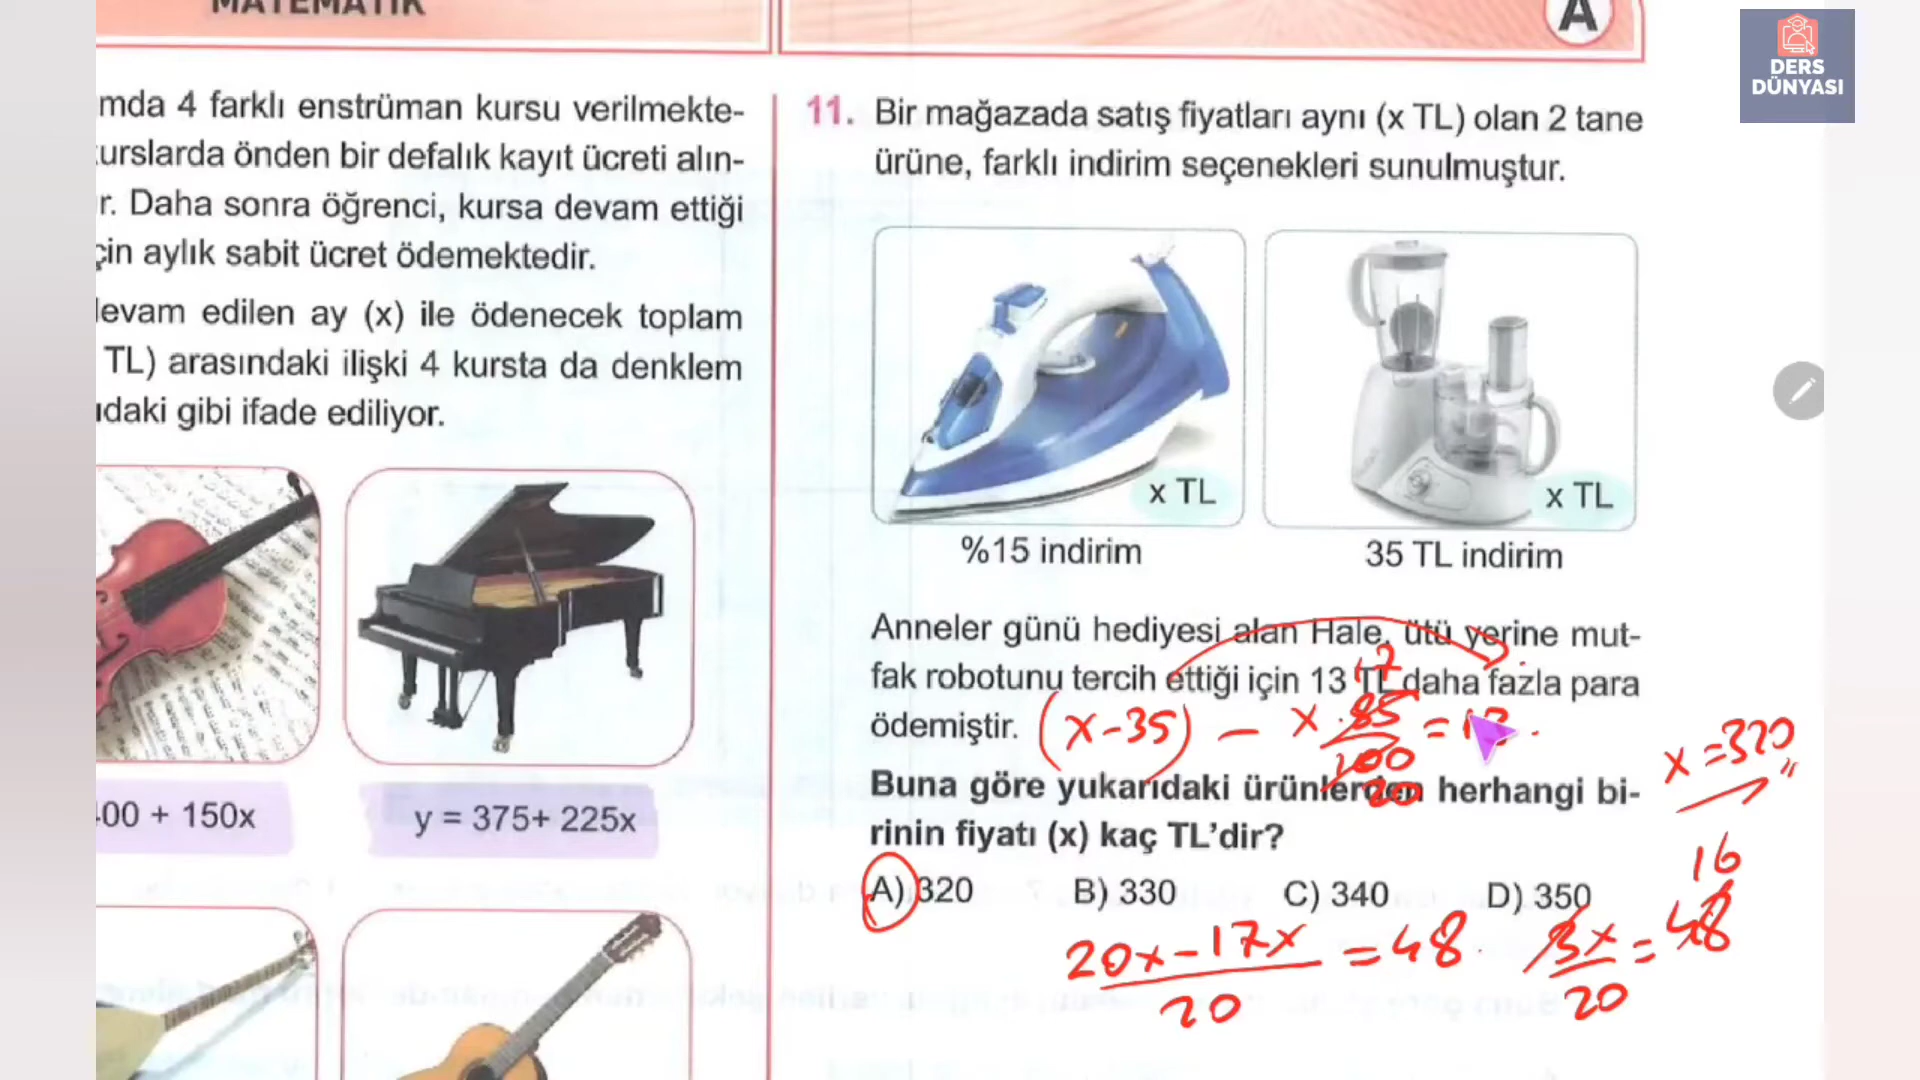 MATEMATİK
A
DERS
DÜNYASI
mda 4 farklı enstrüman kursu verilmekte-
urslarda önden bir defalık kayıt ücreti alın-
r. Daha sonra öğrenci, kursa devam ettiği
çin aylık sabit ücret ödemektedir.
devam edilen ay (x) ile ödenecek toplam
TL) arasındaki ilişki 4 kursta da denklem
ıdaki gibi ifade ediliyor.
00 + 150x
y = 375+ 225x
11. Bir mağazada satış fiyatları aynı (x TL) olan 2 tane
ürüne, farklı indirim seçenekleri sunulmuştur.
x TL
x TL
%15 indirim
35 TL indirim
Anneler günü hediyesi alan Hale, ütü yerine mut-
fak robotunu tercih ettiği için 13 TL daha fazla para
ödemiştir.
17
(x-35) - x.85/100 = 13.
20
x=320
Buna göre yukarıdaki ürünlerden herhangi bi-
rinin fiyatı (x) kaç TL'dir?
A) 320 B) 330 C) 340 D) 350
16
20x-17x/20 = 48. 3x/20 = 48